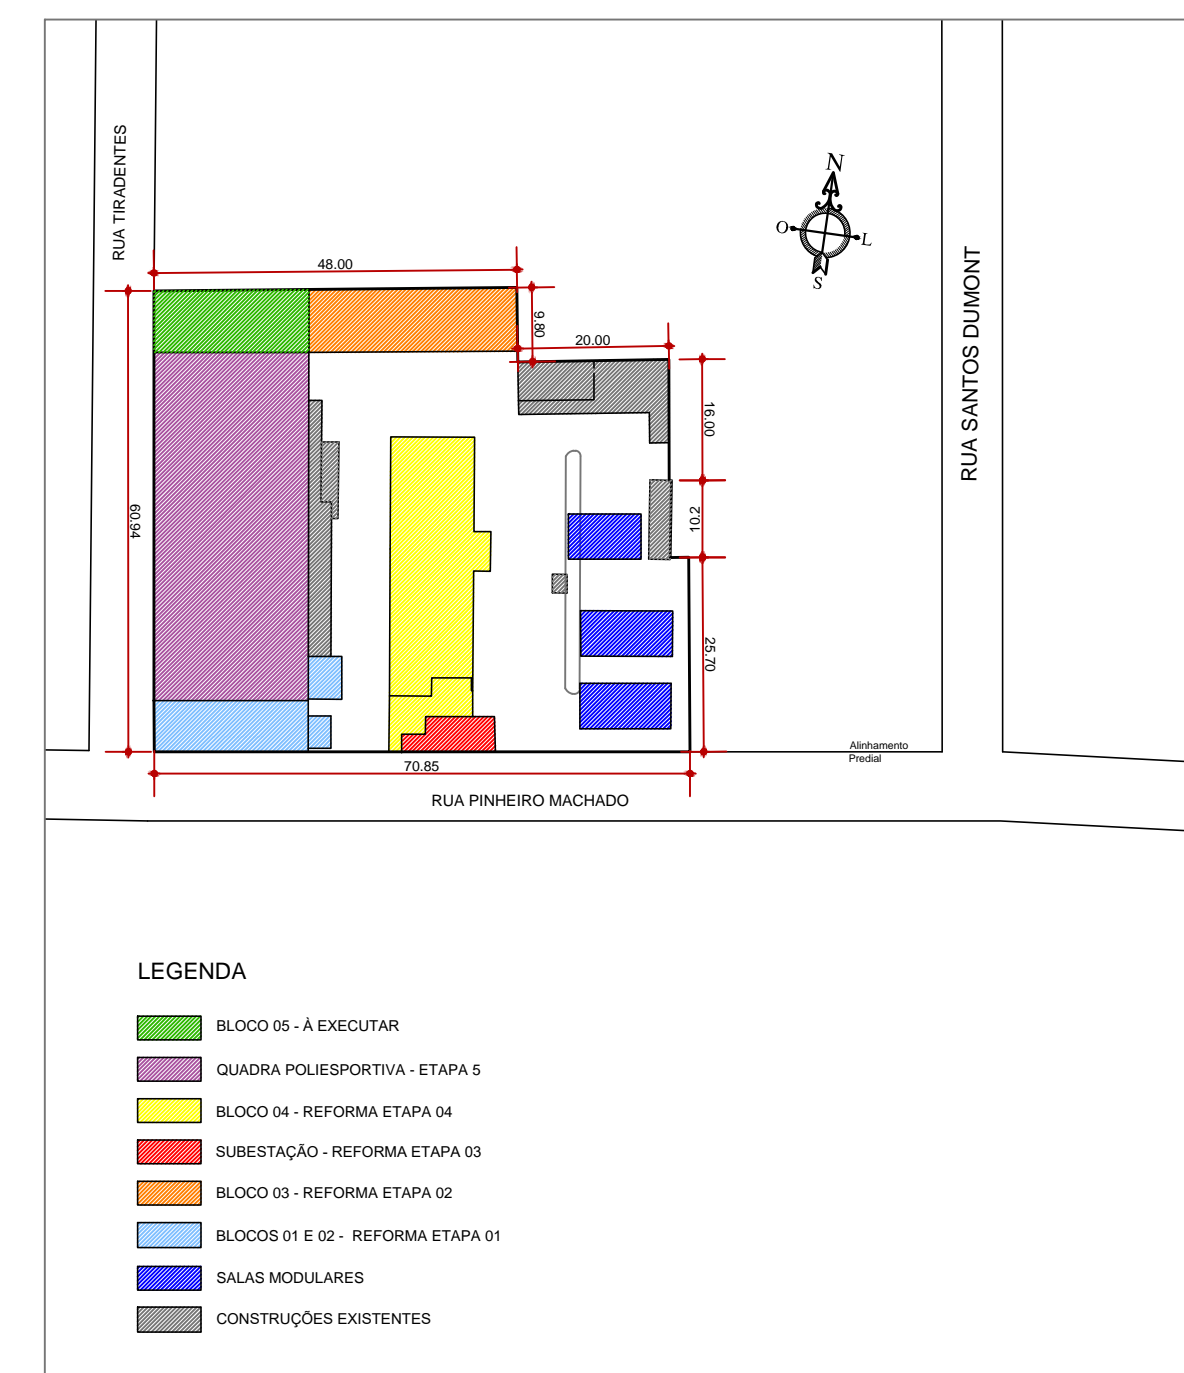 RUA TIRADENTES
N
O
L
S
RUA SANTOS DUMONT
48.00
9.80
20.00
16.00
60.94
10.2
25.70
Alinhamento
Predial
70.85
RUA PINHEIRO MACHADO
LEGENDA
BLOCO 05 - À EXECUTAR
QUADRA POLIESPORTIVA - ETAPA 5
BLOCO 04 - REFORMA ETAPA 04
SUBESTAÇÃO - REFORMA ETAPA 03
BLOCO 03 - REFORMA ETAPA 02
BLOCOS 01 E 02 - REFORMA ETAPA 01
SALAS MODULARES
CONSTRUÇÕES EXISTENTES